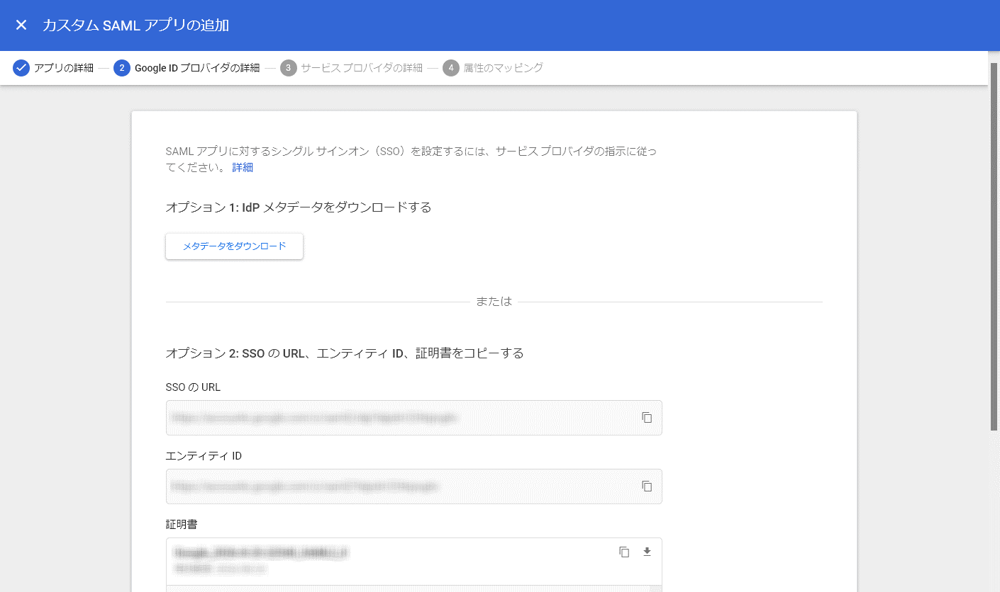 カスタム SAML アプリの追加
アプリの詳細
2 Google ID プロバイダの詳細
3 サービス プロバイダの詳細
4 属性のマッピング
SAML アプリに対するシングル サインオン（SSO）を設定するには、サービス プロバイダの指示に従っ
てください。 詳細
オプション 1: IdP メタデータをダウンロードする
メタデータをダウンロード
または
オプション 2: SSO の URL、エンティティ ID、証明書をコピーする
SSO の URL
エンティティ ID
証明書